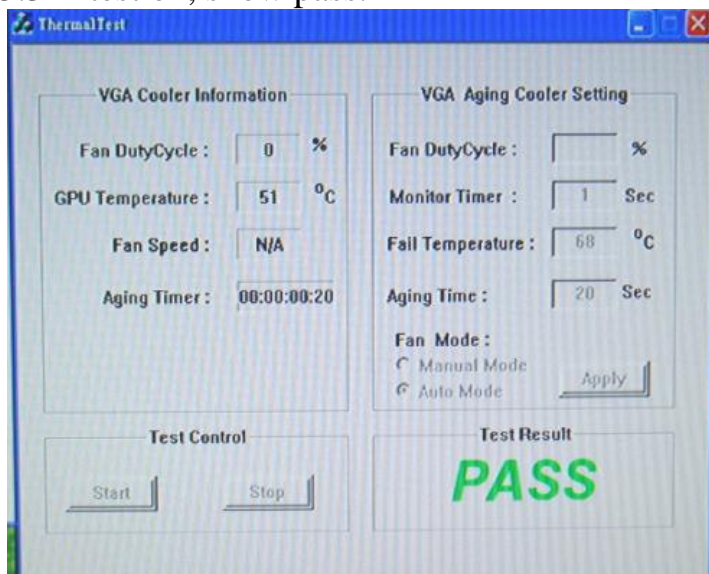 ThermalTest
VGA Cooler Information
Fan DutyCycle : 0 %
GPU Temperature : 51 °C
Fan Speed : N/A
Aging Timer : 00:00:00:20
VGA Aging Cooler Setting
Fan DutyCycle : %
Monitor Timer : 1 Sec
Fail Temperature : 68 °C
Aging Time : 20 Sec
Fan Mode :
Manual Mode
Auto Mode
Apply
Test Control
Start Stop
Test Result
PASS